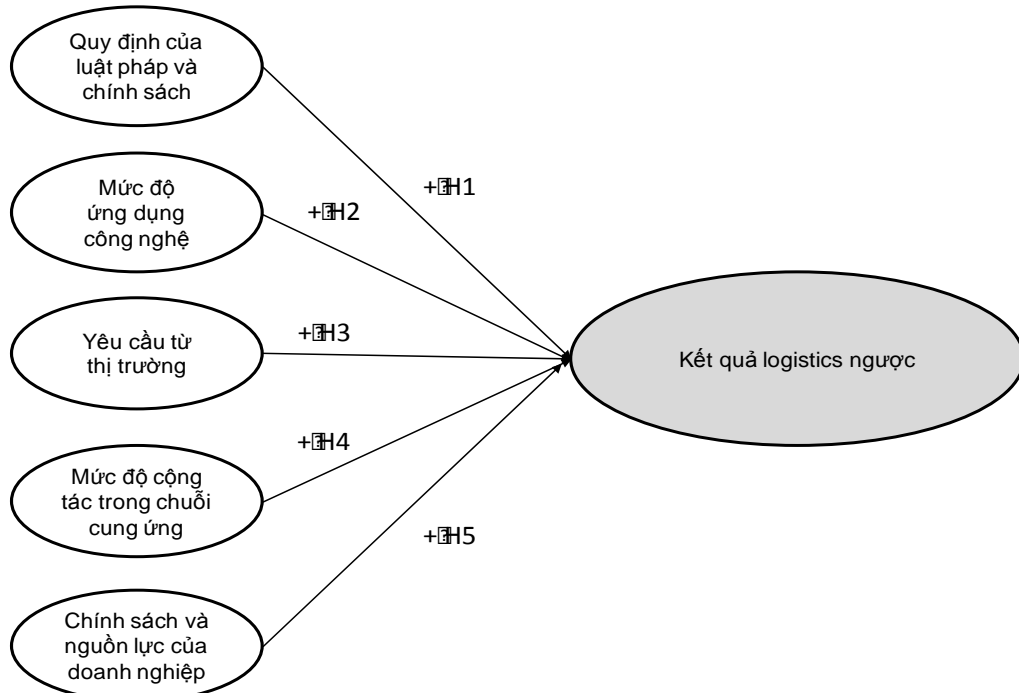 Quy định của
luật pháp và
chính sách
+ H1
Mức độ
ứng dụng
công nghệ
+ H2
Yêu cầu từ
thị trường
+ H3
Kết quả logistics ngược
Mức độ cộng
tác trong chuỗi
cung ứng
+ H4
Chính sách và
nguồn lực của
doanh nghiệp
+ H5